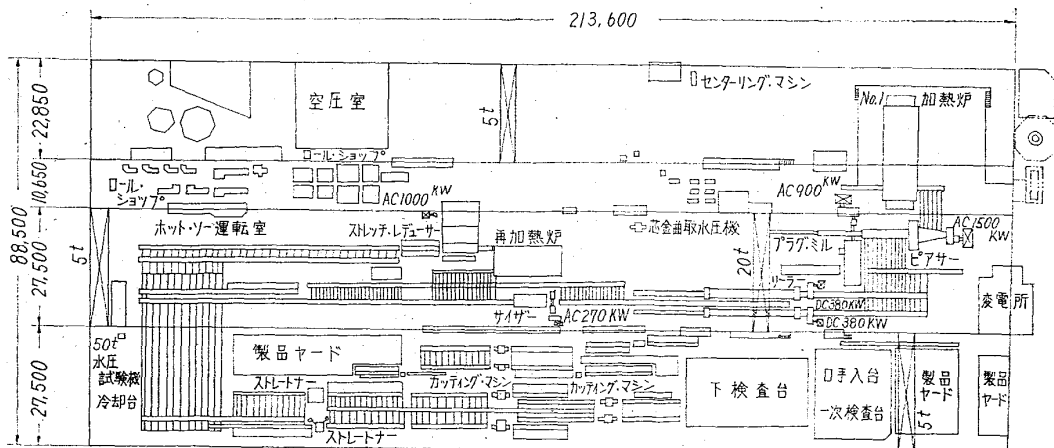 213,600
88,500
22,850
10,650
27,500
27,500
空圧室
5t
センターリング・マシン
No.1 加熱炉
ロール・ショップ
ロール・
ショップ
AC1000KW
AC900KW
AC1500
KW
ホット・ソー運転室
ストレッチ・レデューサー
再加熱炉
芯金曲取水圧機
プラグ・ミル
ピアサー
5t
20t
リーラー
変電所
サイザー
AC270KW
DC380KW
DC380KW
50t
水圧
試験機
冷却台
製品ヤード
ストレートナー
カッティング・マシン
カッティング・マシン
下検査台
口手入台
一次検査台
5t
製品
ヤード
製品
ヤード
ストレートナー